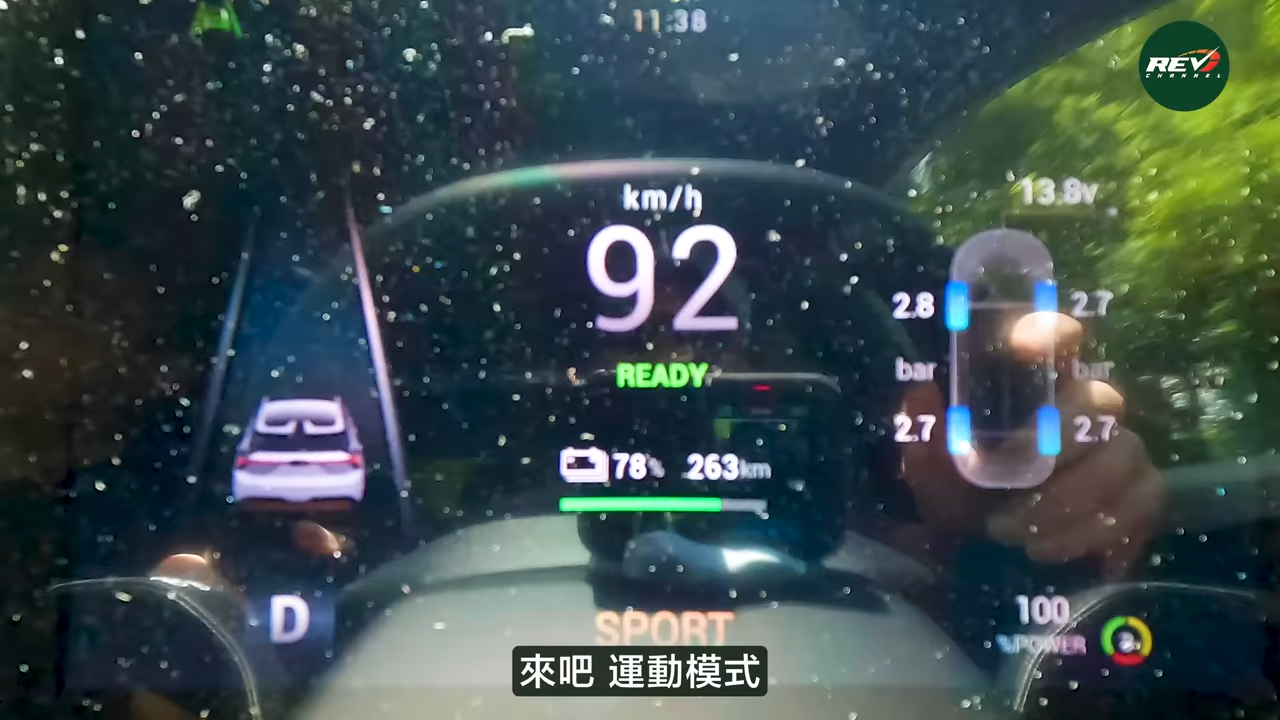 11:38
REV
CHANNEL
km/h
13.8v
92
2.8
2.7
READY
bar
bar
2.7
2.7
78% 263km
D
100
%POWER
SPORT
來吧 運動模式